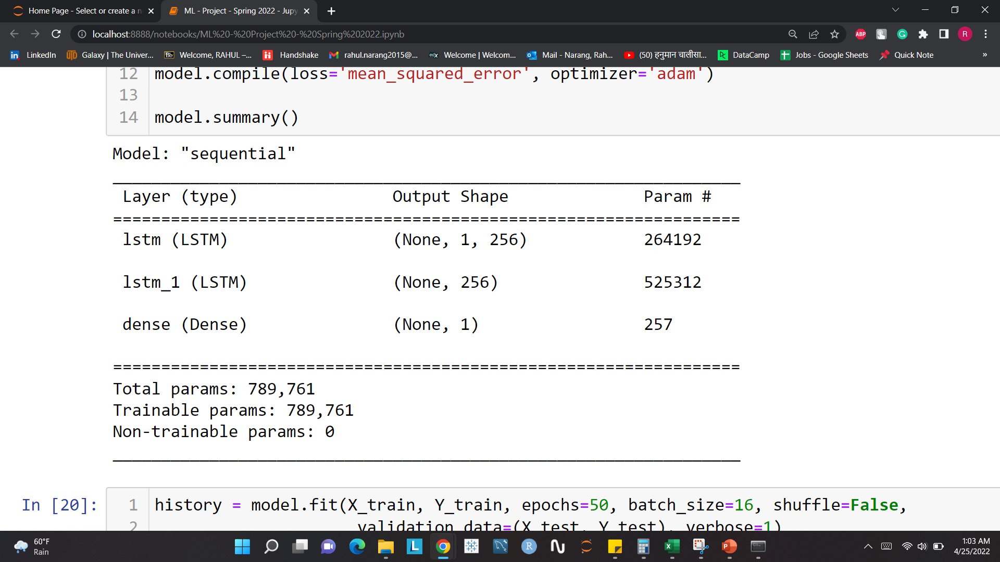 Home Page - Select or create a n
ML - Project - Spring 2022 - Jupy
localhost:8888/notebooks/ML%20-%20Project%20-%20Spring%202022.ipynb
ABP
G
R
in LinkedIn
UTD Galaxy | The Univer...
Bb Welcome, RAHUL –...
Handshake
rahul.narang2015@...
edX Welcome | Welcom...
Mail - Narang, Rah...
(50) हनुमान चालीसा...
DC DataCamp
Jobs - Google Sheets
Quick Note
»
12 model.compile(loss='mean_squared_error', optimizer='adam')
13
14 model.summary()
Model: "sequential"
Layer (type) Output Shape Param #
=================================================================
lstm (LSTM) (None, 1, 256) 264192
lstm_1 (LSTM) (None, 256) 525312
dense (Dense) (None, 1) 257
=================================================================
Total params: 789,761
Trainable params: 789,761
Non-trainable params: 0
In [20]: 1 history = model.fit(X_train, Y_train, epochs=50, batch_size=16, shuffle=False,
2 validation_data=(X_test, Y_test), verbose=1)
60°F
Rain
L
R
X
P
1:03 AM
4/25/2022